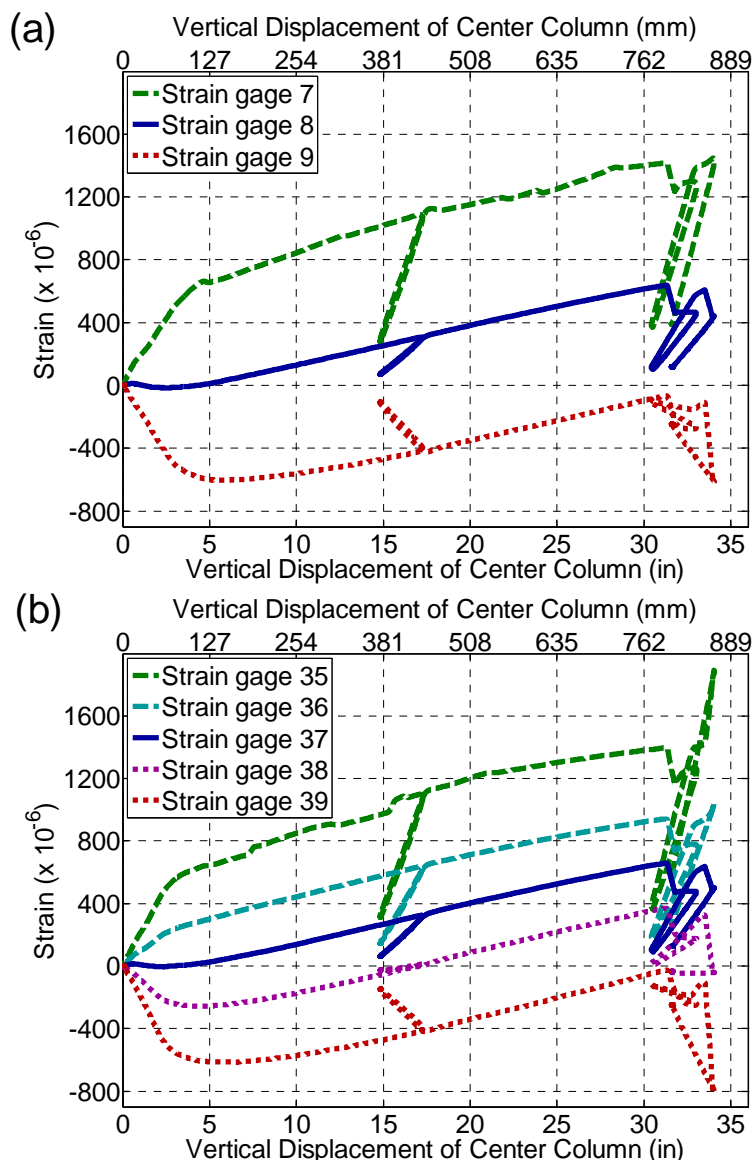 (a)
Vertical Displacement of Center Column (mm)
0 127 254 381 508 635 762 889
Strain gage 7
Strain gage 8
Strain gage 9
Strain (x 10^-6)
1600
1200
800
400
0
-400
-800
0 5 10 15 20 25 30 35
Vertical Displacement of Center Column (in)
(b)
Vertical Displacement of Center Column (mm)
0 127 254 381 508 635 762 889
Strain gage 35
Strain gage 36
Strain gage 37
Strain gage 38
Strain gage 39
Strain (x 10^-6)
1600
1200
800
400
0
-400
-800
0 5 10 15 20 25 30 35
Vertical Displacement of Center Column (in)